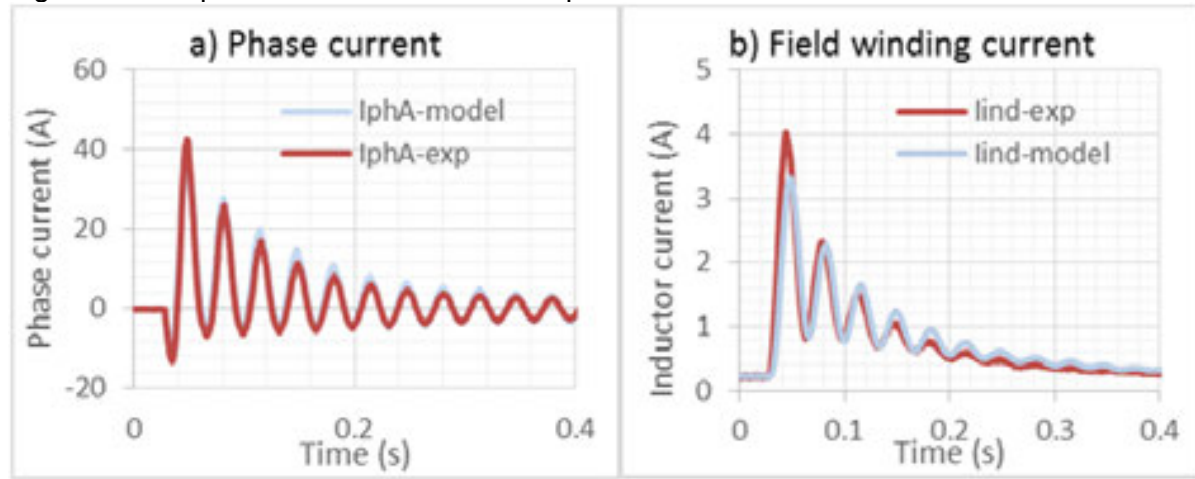 a) Phase current
60
40
20
0
-20
Phase current (A)
IphA-model
IphA-exp
0
0.2
0.4
Time (s)
b) Field winding current
5
4
3
2
1
0
Inductor current (A)
Iind-exp
Iind-model
0
0.1
0.2
0.3
0.4
Time (s)